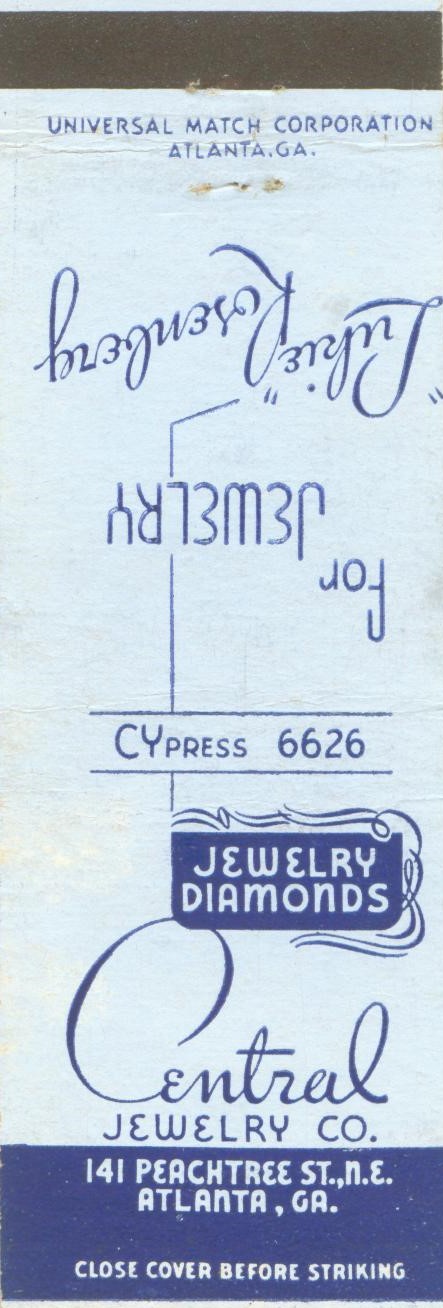 UNIVERSAL MATCH CORPORATION
ATLANTA, GA.
"Lukie" Rosenberg
for
JEWELRY
CYPRESS 6626
JEWELRY
DIAMONDS
Central
JEWELRY CO.
141 PEACHTREE ST., N.E.
ATLANTA, GA.
CLOSE COVER BEFORE STRIKING